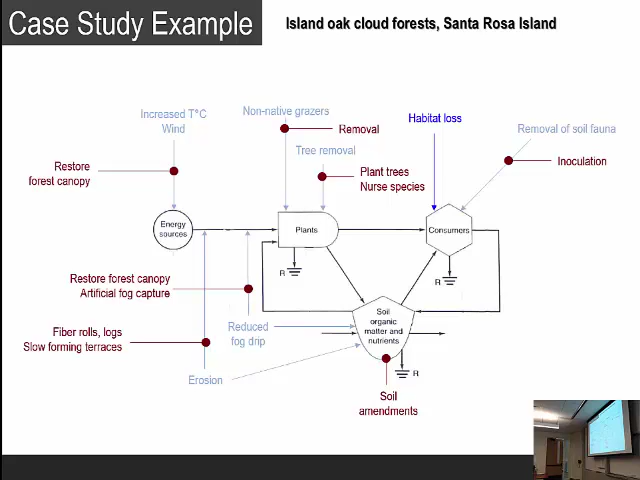 Case Study Example
Island oak cloud forests, Santa Rosa Island
Increased T°C
Wind
Non-native grazers
Removal
Habitat loss
Removal of soil fauna
Inoculation
Tree removal
Restore
forest canopy
Plant trees
Nurse species
Energy
sources
Plants
Consumers
R
R
Restore forest canopy
Artificial fog capture
Soil
organic
matter and
nutrients
Fiber rolls, logs
Slow forming terraces
Reduced
fog drip
Erosion
R
Soil
amendments